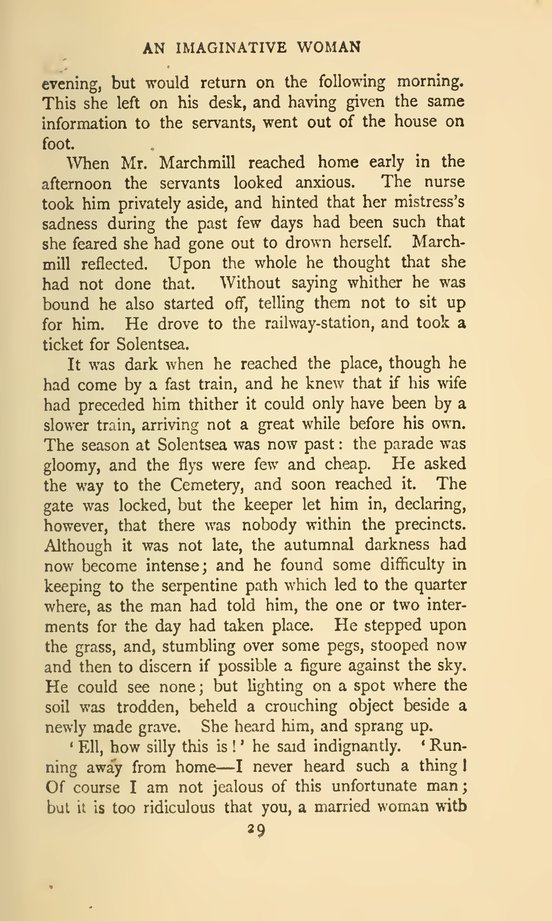 AN IMAGINATIVE WOMAN
evening, but would return on the following morning.
This she left on his desk, and having given the same
information to the servants, went out of the house on
foot.
When Mr. Marchmill reached home early in the
afternoon the servants looked anxious. The nurse
took him privately aside, and hinted that her mistress's
sadness during the past few days had been such that
she feared she had gone out to drown herself. March-
mill reflected. Upon the whole he thought that she
had not done that. Without saying whither he was
bound he also started off, telling them not to sit up
for him. He drove to the railway-station, and took a
ticket for Solentsea.
It was dark when he reached the place, though he
had come by a fast train, and he knew that if his wife
had preceded him thither it could only have been by a
slower train, arriving not a great while before his own.
The season at Solentsea was now past: the parade was
gloomy, and the flys were few and cheap. He asked
the way to the Cemetery, and soon reached it. The
gate was locked, but the keeper let him in, declaring,
however, that there was nobody within the precincts.
Although it was not late, the autumnal darkness had
now become intense; and he found some difficulty in
keeping to the serpentine path which led to the quarter
where, as the man had told him, the one or two inter-
ments for the day had taken place. He stepped upon
the grass, and, stumbling over some pegs, stooped now
and then to discern if possible a figure against the sky.
He could see none; but lighting on a spot where the
soil was trodden, beheld a crouching object beside a
newly made grave. She heard him, and sprang up.
'Ell, how silly this is!' he said indignantly. 'Run-
ning away from home—I never heard such a thing!
Of course I am not jealous of this unfortunate man;
but it is too ridiculous that you, a married woman with
29